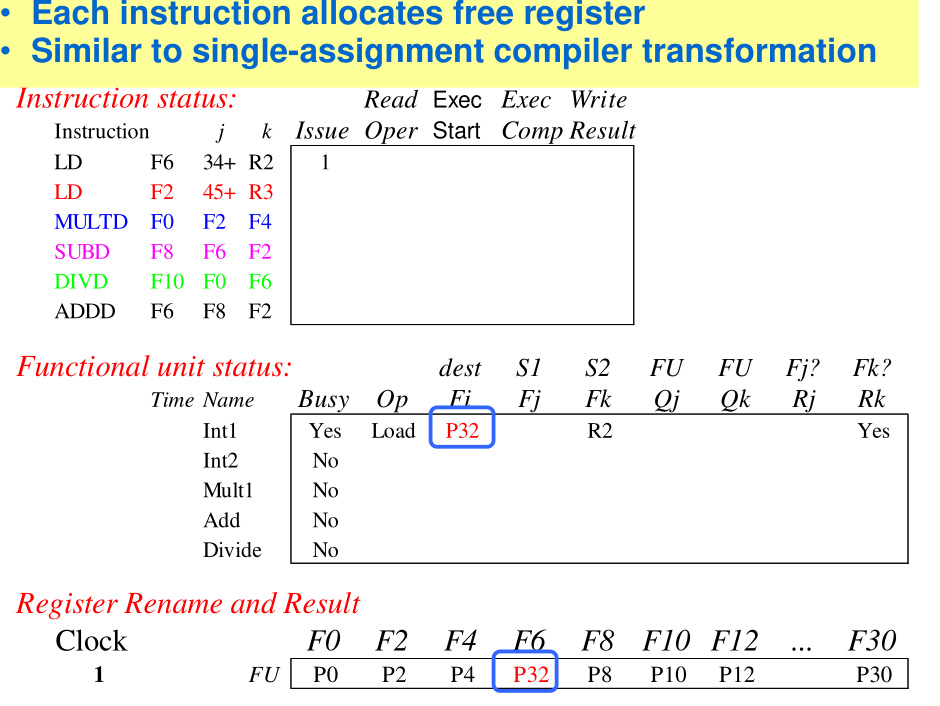 • Each instruction allocates free register
• Similar to single-assignment compiler transformation
Instruction status: Read Exec Exec Write
Instruction j k Issue Oper Start Comp Result
LD F6 34+ R2 1
LD F2 45+ R3
MULTD F0 F2 F4
SUBD F8 F6 F2
DIVD F10 F0 F6
ADDD F6 F8 F2
Functional unit status: dest S1 S2 FU FU Fj? Fk?
Time Name Busy Op Fi Fj Fk Qj Qk Rj Rk
Int1 Yes Load P32 R2 Yes
Int2 No
Mult1 No
Add No
Divide No
Register Rename and Result
Clock F0 F2 F4 F6 F8 F10 F12 ... F30
1 FU P0 P2 P4 P32 P8 P10 P12 P30